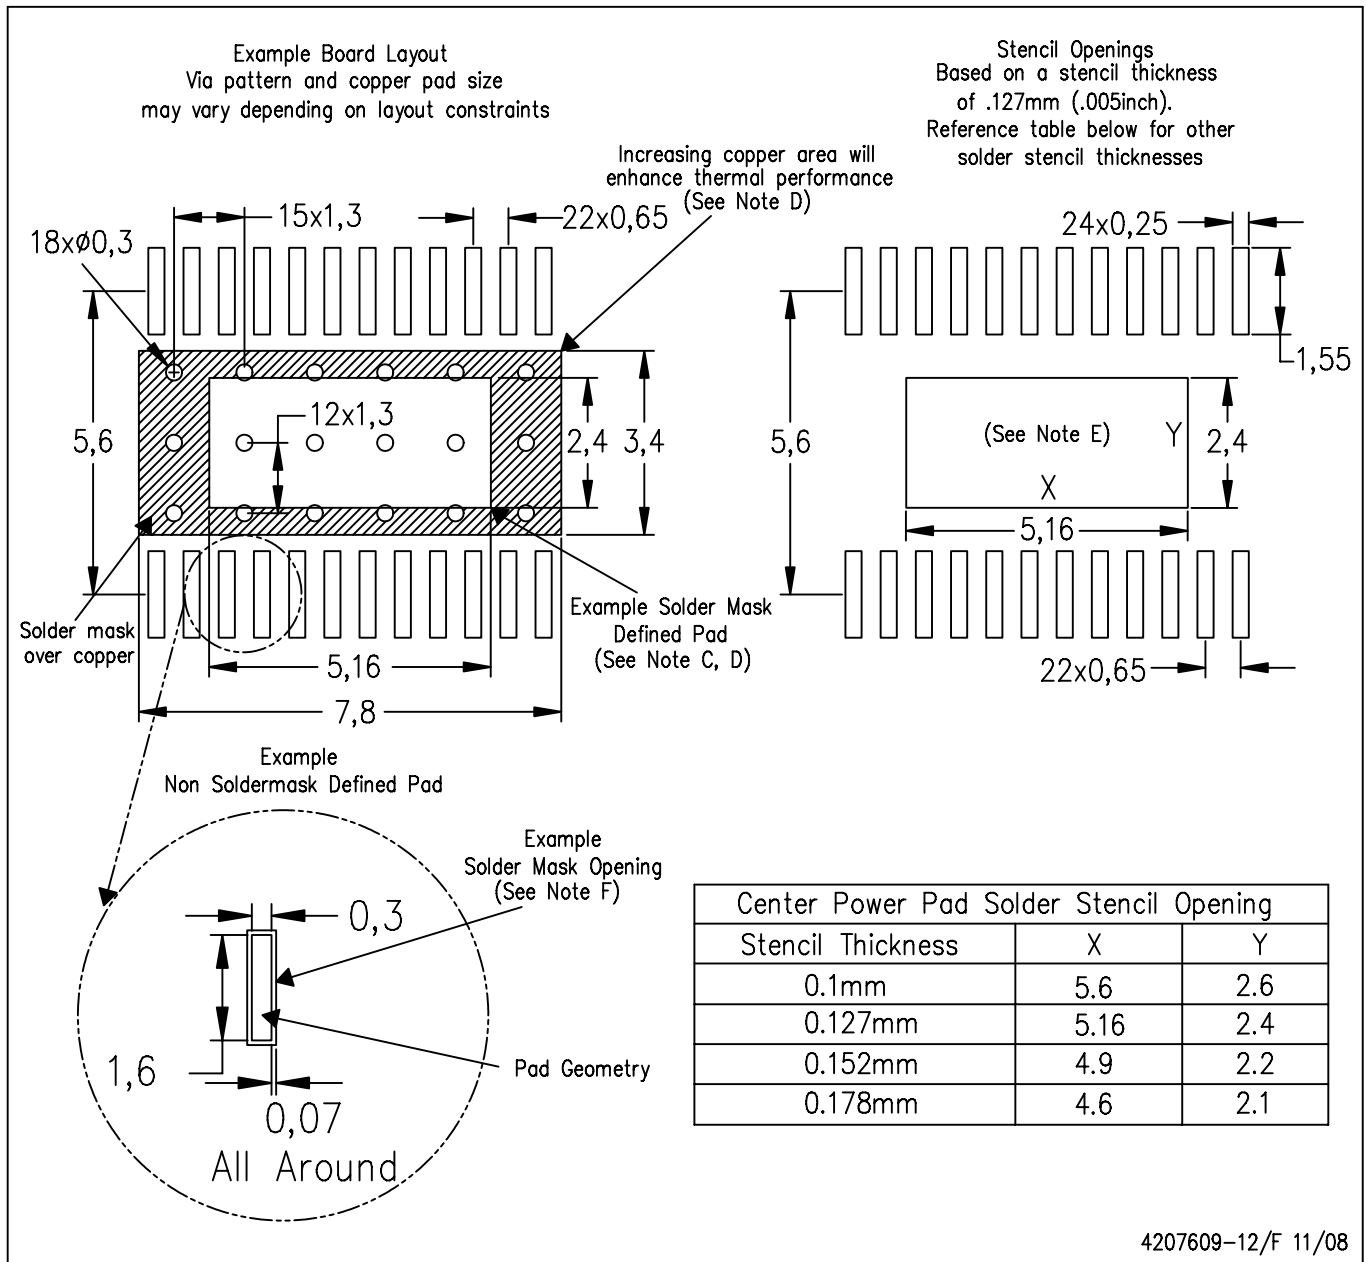 Example Board Layout
Via pattern and copper pad size
may vary depending on layout constraints
Stencil Openings
Based on a stencil thickness
of .127mm (.005inch).
Reference table below for other
solder stencil thicknesses
Increasing copper area will
enhance thermal performance
(See Note D)
15x1,3
22x0,65
18xø0,3
12x1,3
5,6
2,4
3,4
Solder mask
over copper
Example Solder Mask
Defined Pad
(See Note C, D)
5,16
7,8
24x0,25
1,55
5,6
(See Note E)
Y
X
2,4
5,16
22x0,65
Example
Non Soldermask Defined Pad
Example
Solder Mask Opening
(See Note F)
0,3
1,6
Pad Geometry
0,07
All Around
Center Power Pad Solder Stencil Opening
Stencil Thickness X Y
0.1mm 5.6 2.6
0.127mm 5.16 2.4
0.152mm 4.9 2.2
0.178mm 4.6 2.1
4207609-12/F 11/08